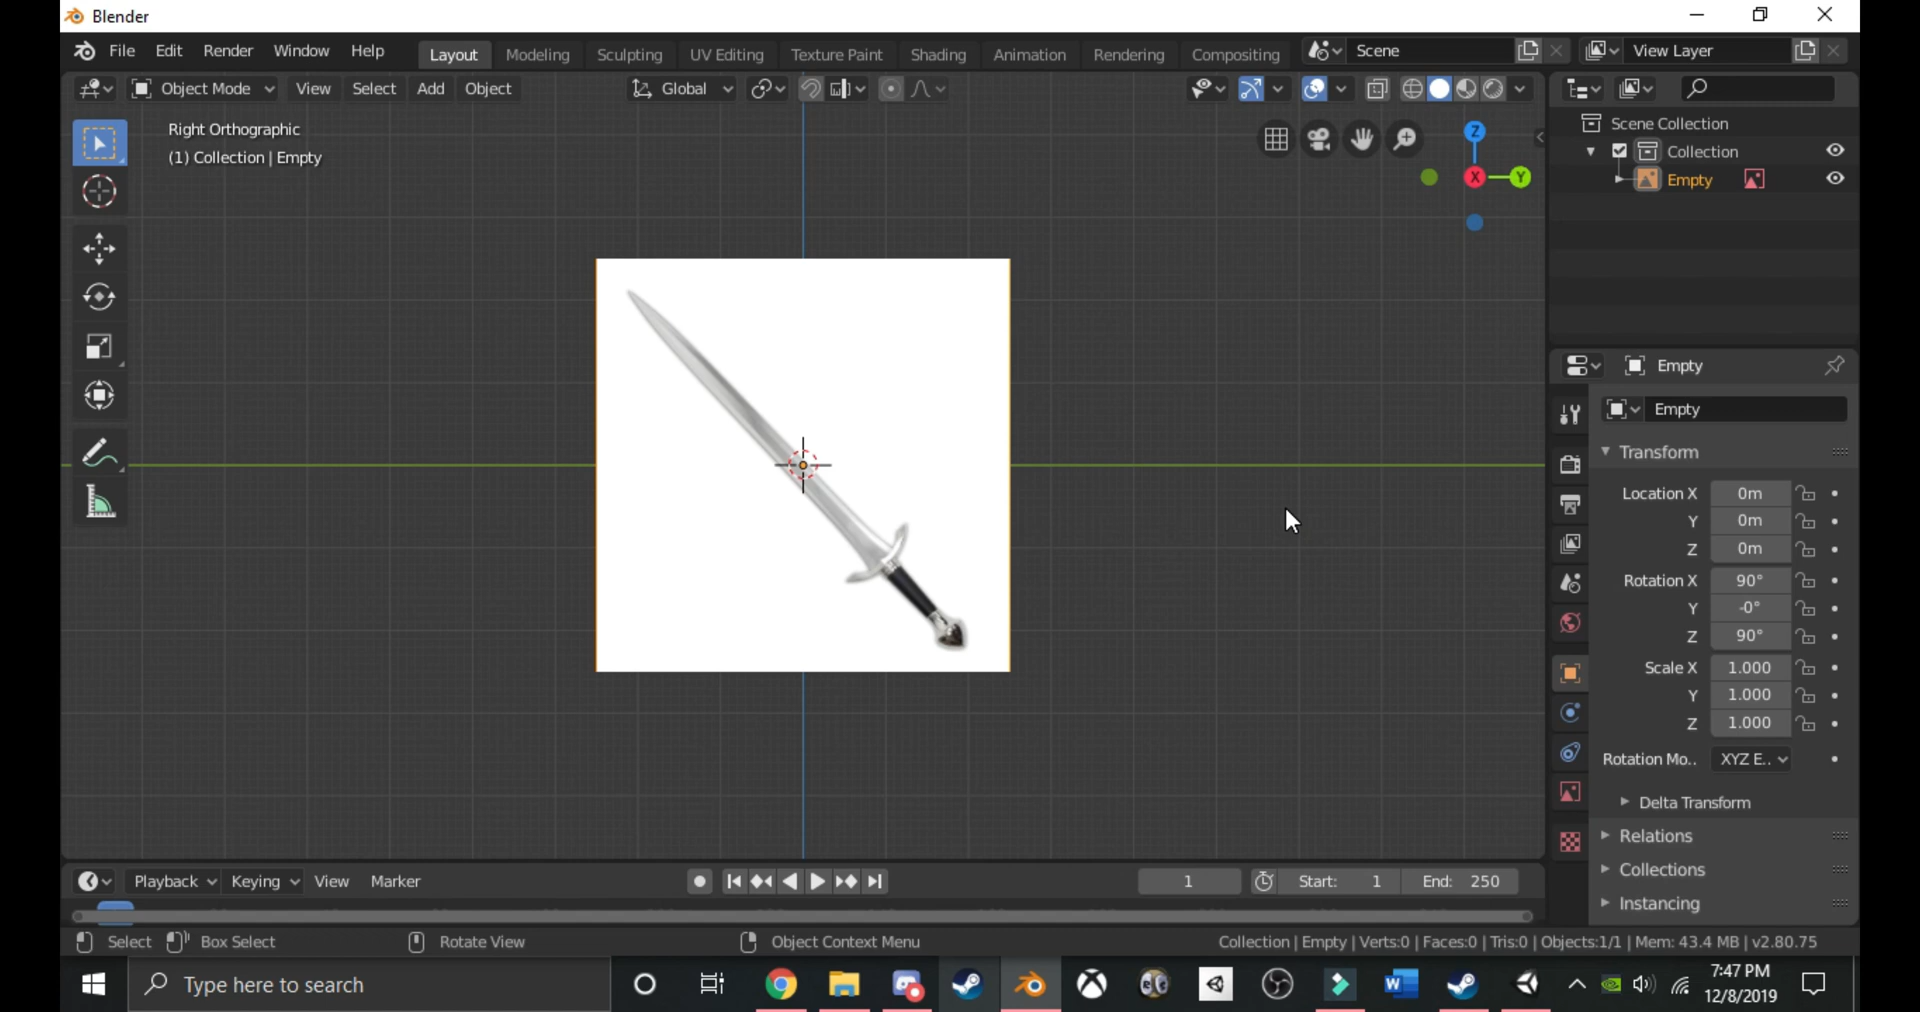 Blender
File Edit Render Window Help Layout Modeling Sculpting UV Editing Texture Paint Shading Animation Rendering Compositing Scene View Layer
Object Mode View Select Add Object Global
Right Orthographic
(1) Collection | Empty
Z
X
Y
Scene Collection
Collection
Empty
Empty
Empty
Transform
Location X 0m
Y 0m
Z 0m
Rotation X 90°
Y -0°
Z 90°
Scale X 1.000
Y 1.000
Z 1.000
Rotation Mo.. XYZ E..
Delta Transform
Relations
Collections
Instancing
Playback Keying View Marker 1 Start: 1 End: 250
Select Box Select Rotate View Object Context Menu Collection | Empty | Verts:0 | Faces:0 | Tris:0 | Objects:1/1 | Mem: 43.4 MB | v2.80.75
Type here to search
7:47 PM
12/8/2019